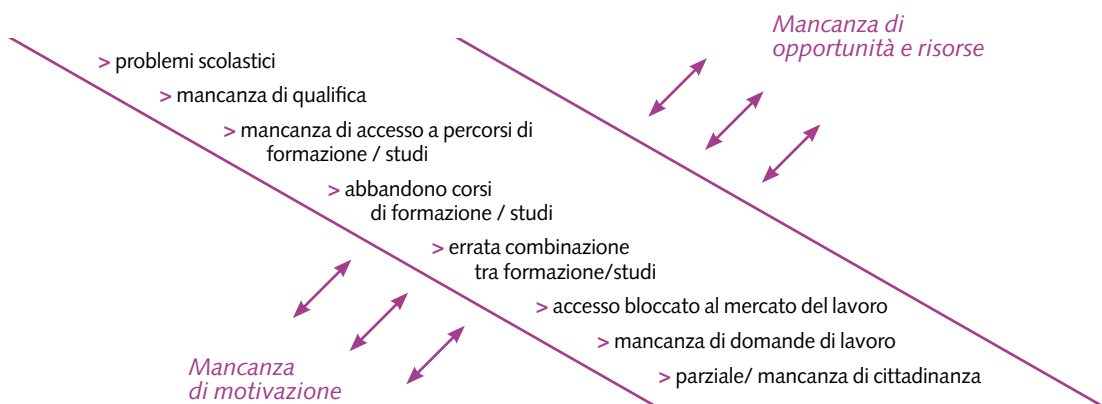 Mancanza di
opportunità e risorse
> problemi scolastici
> mancanza di qualifica
> mancanza di accesso a percorsi di
formazione / studi
> abbandono corsi
di formazione / studi
> errata combinazione
tra formazione/studi
> accesso bloccato al mercato del lavoro
> mancanza di domande di lavoro
> parziale/ mancanza di cittadinanza
Mancanza
di motivazione